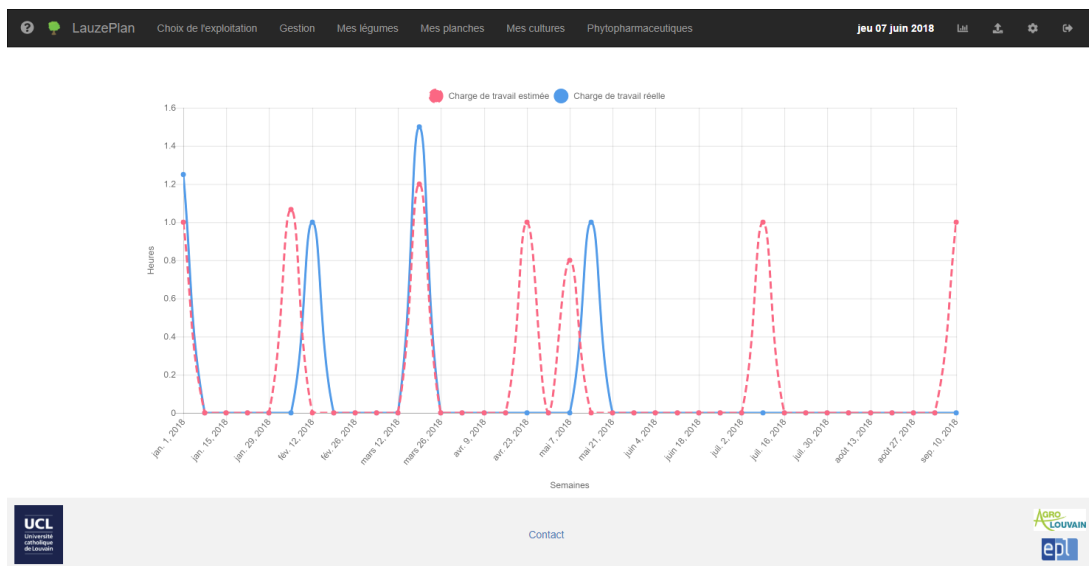 LauzePlan Choix de l'exploitation Gestion Mes légumes Mes planches Mes cultures Phytopharmaceutiques jeu 07 juin 2018
Charge de travail estimée Charge de travail réelle
1.6
1.4
1.2
1.0
0.8
0.6
0.4
0.2
0
Heures
jan. 1, 2018
jan. 15, 2018
jan. 29, 2018
fév. 12, 2018
fév. 26, 2018
mars 12, 2018
mars 26, 2018
avr. 9, 2018
avr. 23, 2018
mai 7, 2018
mai 21, 2018
juin 4, 2018
juin 18, 2018
juil. 2, 2018
juil. 16, 2018
juil. 30, 2018
août 13, 2018
août 27, 2018
sep. 10, 2018
Semaines
UCL
Université
catholique
de Louvain
Contact
AGRO
LOUVAIN
epl